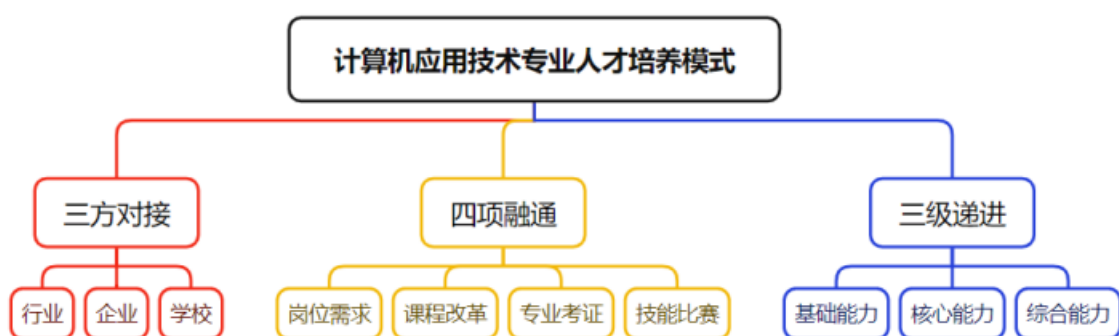 计算机应用技术专业人才培养模式
三方对接
四项融通
三级递进
行业
企业
学校
岗位需求
课程改革
专业考证
技能比赛
基础能力
核心能力
综合能力